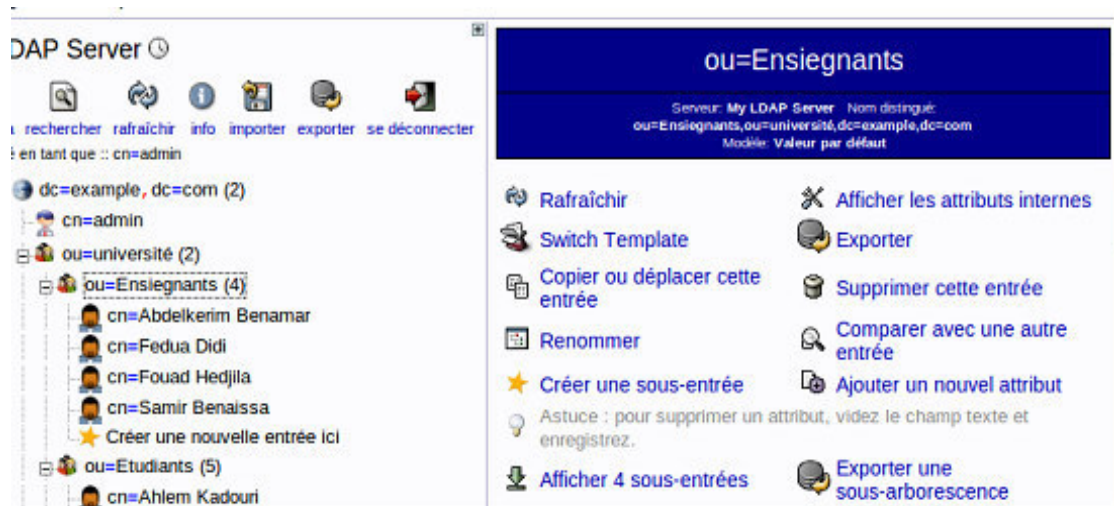 DAP Server
rechercher rafraîchir info importer exporter se déconnecter
é en tant que :: cn=admin
dc=example, dc=com (2)
cn=admin
ou=université (2)
ou=Ensiegnants (4)
cn=Abdelkerim Benamar
cn=Fedua Didi
cn=Fouad Hedjila
cn=Samir Benaissa
Créer une nouvelle entrée ici
ou=Etudiants (5)
cn=Ahlem Kadouri
ou=Ensiegnants
Serveur: My LDAP Server Nom distingué:
ou=Ensiegnants,ou=université,dc=example,dc=com
Modèle: Valeur par défaut
Rafraîchir
Afficher les attributs internes
Switch Template
Exporter
Copier ou déplacer cette
entrée
Supprimer cette entrée
Renommer
Comparer avec une autre
entrée
Créer une sous-entrée
Ajouter un nouvel attribut
Astuce : pour supprimer un attribut, videz le champ texte et
enregistrez.
Afficher 4 sous-entrées
Exporter une
sous-arborescence